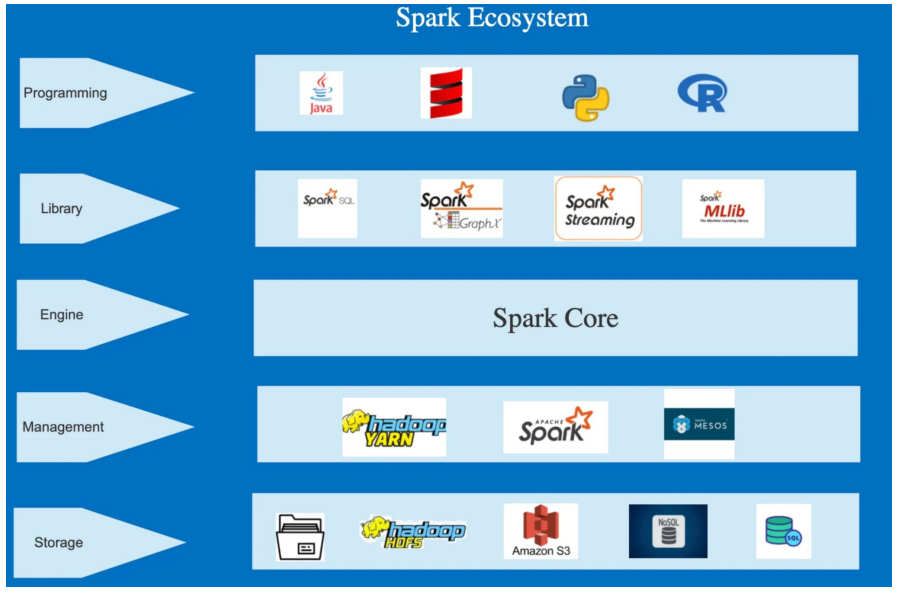 Spark Ecosystem
Programming
Java
R
Library
Spark SQL
Spark
GraphX
Spark
Streaming
Spark
MLlib
The Machine Learning Library
Engine
Spark Core
Management
hadoop
YARN
APACHE
Spark
MESOS
Storage
hadoop
HDFS
Amazon S3
NoSQL
SQL